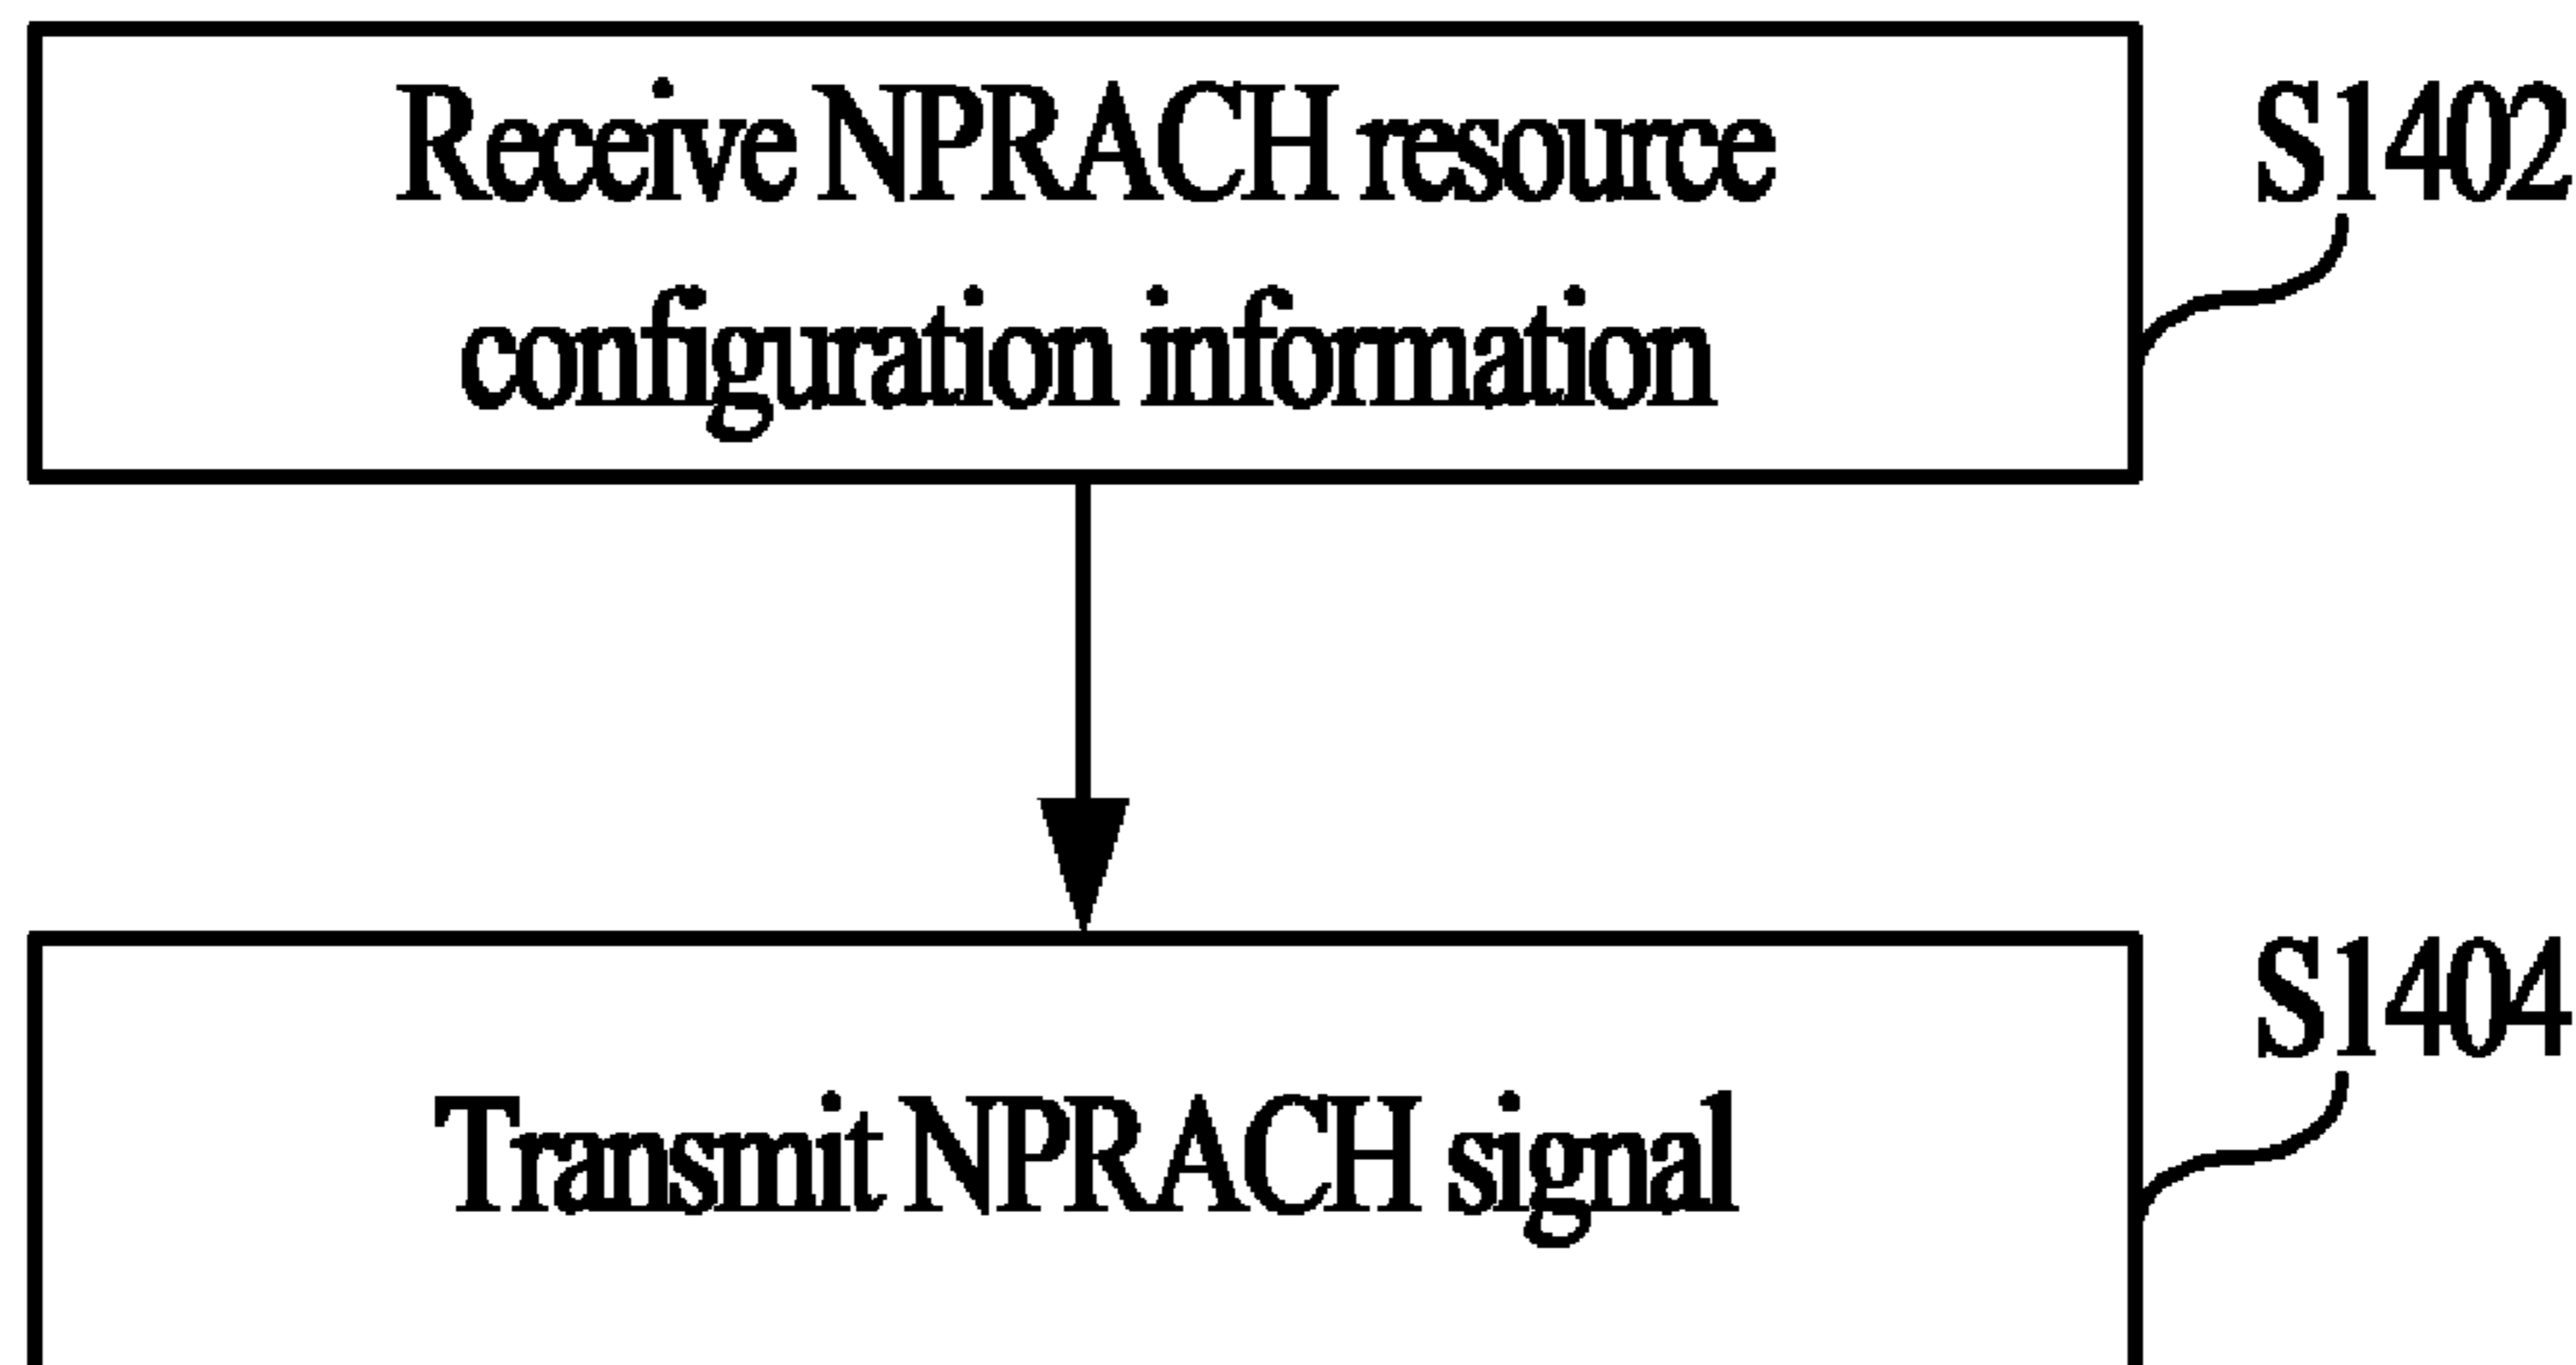 Receive NPRACH resource
configuration information
S1402
Transmit NPRACH signal
S1404